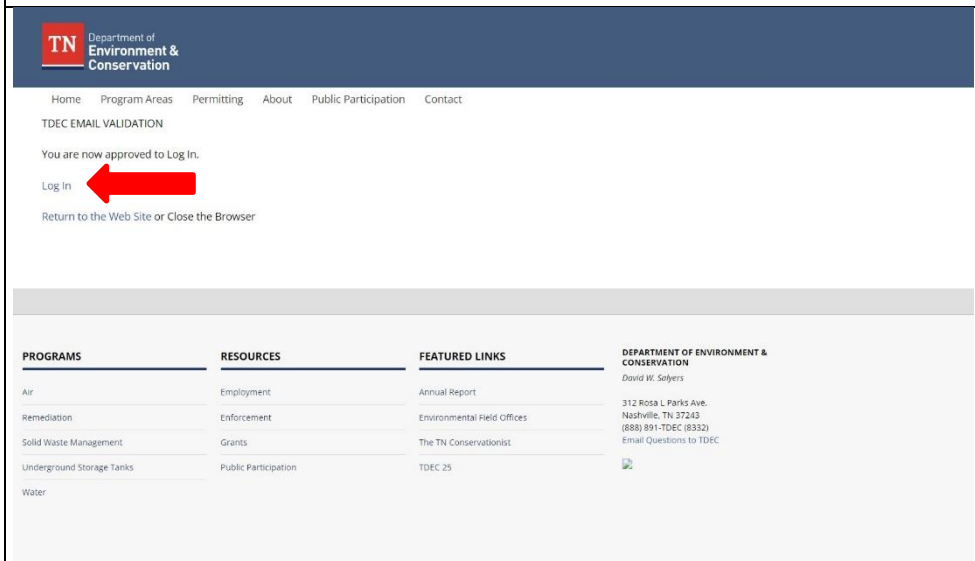 TN Department of
Environment &
Conservation
Home Program Areas Permitting About Public Participation Contact
TDEC EMAIL VALIDATION
You are now approved to Log In.
Log In
Return to the Web Site or Close the Browser
PROGRAMS
Air
Remediation
Solid Waste Management
Underground Storage Tanks
Water
RESOURCES
Employment
Enforcement
Grants
Public Participation
FEATURED LINKS
Annual Report
Environmental Field Offices
The TN Conservationist
TDEC 25
DEPARTMENT OF ENVIRONMENT &
CONSERVATION
David W. Salyers
312 Rosa L Parks Ave.
Nashville, TN 37243
(888) 891-TDEC (8332)
Email Questions to TDEC